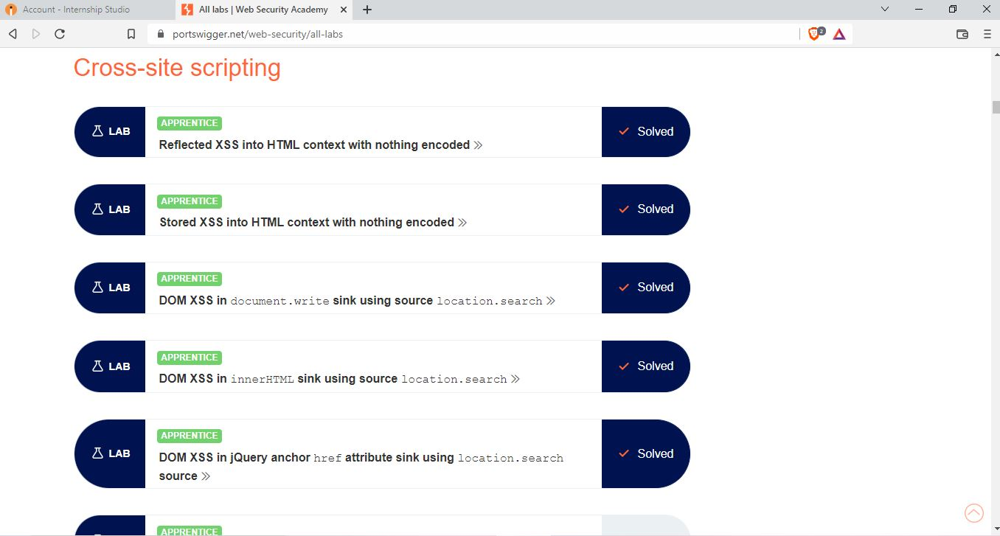 Account - Internship Studio
All labs | Web Security Academy
portswigger.net/web-security/all-labs
2
Cross-site scripting
LAB
APPRENTICE
Reflected XSS into HTML context with nothing encoded
Solved
LAB
APPRENTICE
Stored XSS into HTML context with nothing encoded
Solved
LAB
APPRENTICE
DOM XSS in document.write sink using source location.search
Solved
LAB
APPRENTICE
DOM XSS in innerHTML sink using source location.search
Solved
LAB
APPRENTICE
DOM XSS in jQuery anchor href attribute sink using location.search
source
Solved
APPRENTICE